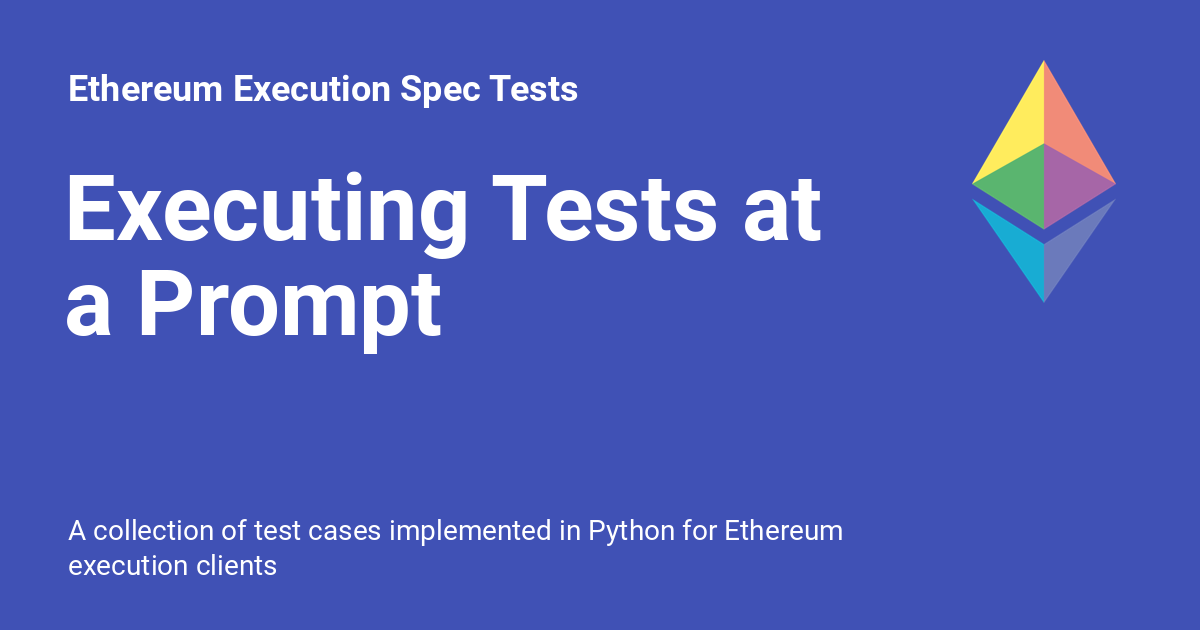 Ethereum Execution Spec Tests
Executing Tests at
a Prompt
A collection of test cases implemented in Python for Ethereum
execution clients